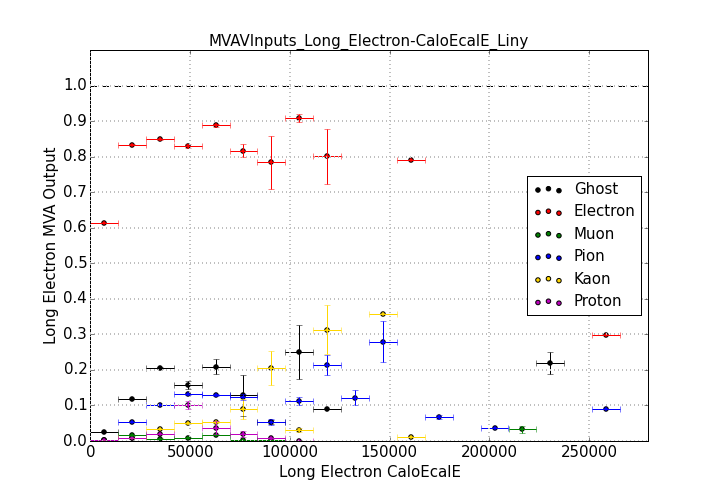 MVAVInputs_Long_Electron-CaloEcalE_Liny
Long Electron MVA Output
1.0
0.9
0.8
0.7
0.6
0.5
0.4
0.3
0.2
0.1
0.0
Ghost
Electron
Muon
Pion
Kaon
Proton
0
50000
100000
150000
200000
250000
Long Electron CaloEcalE